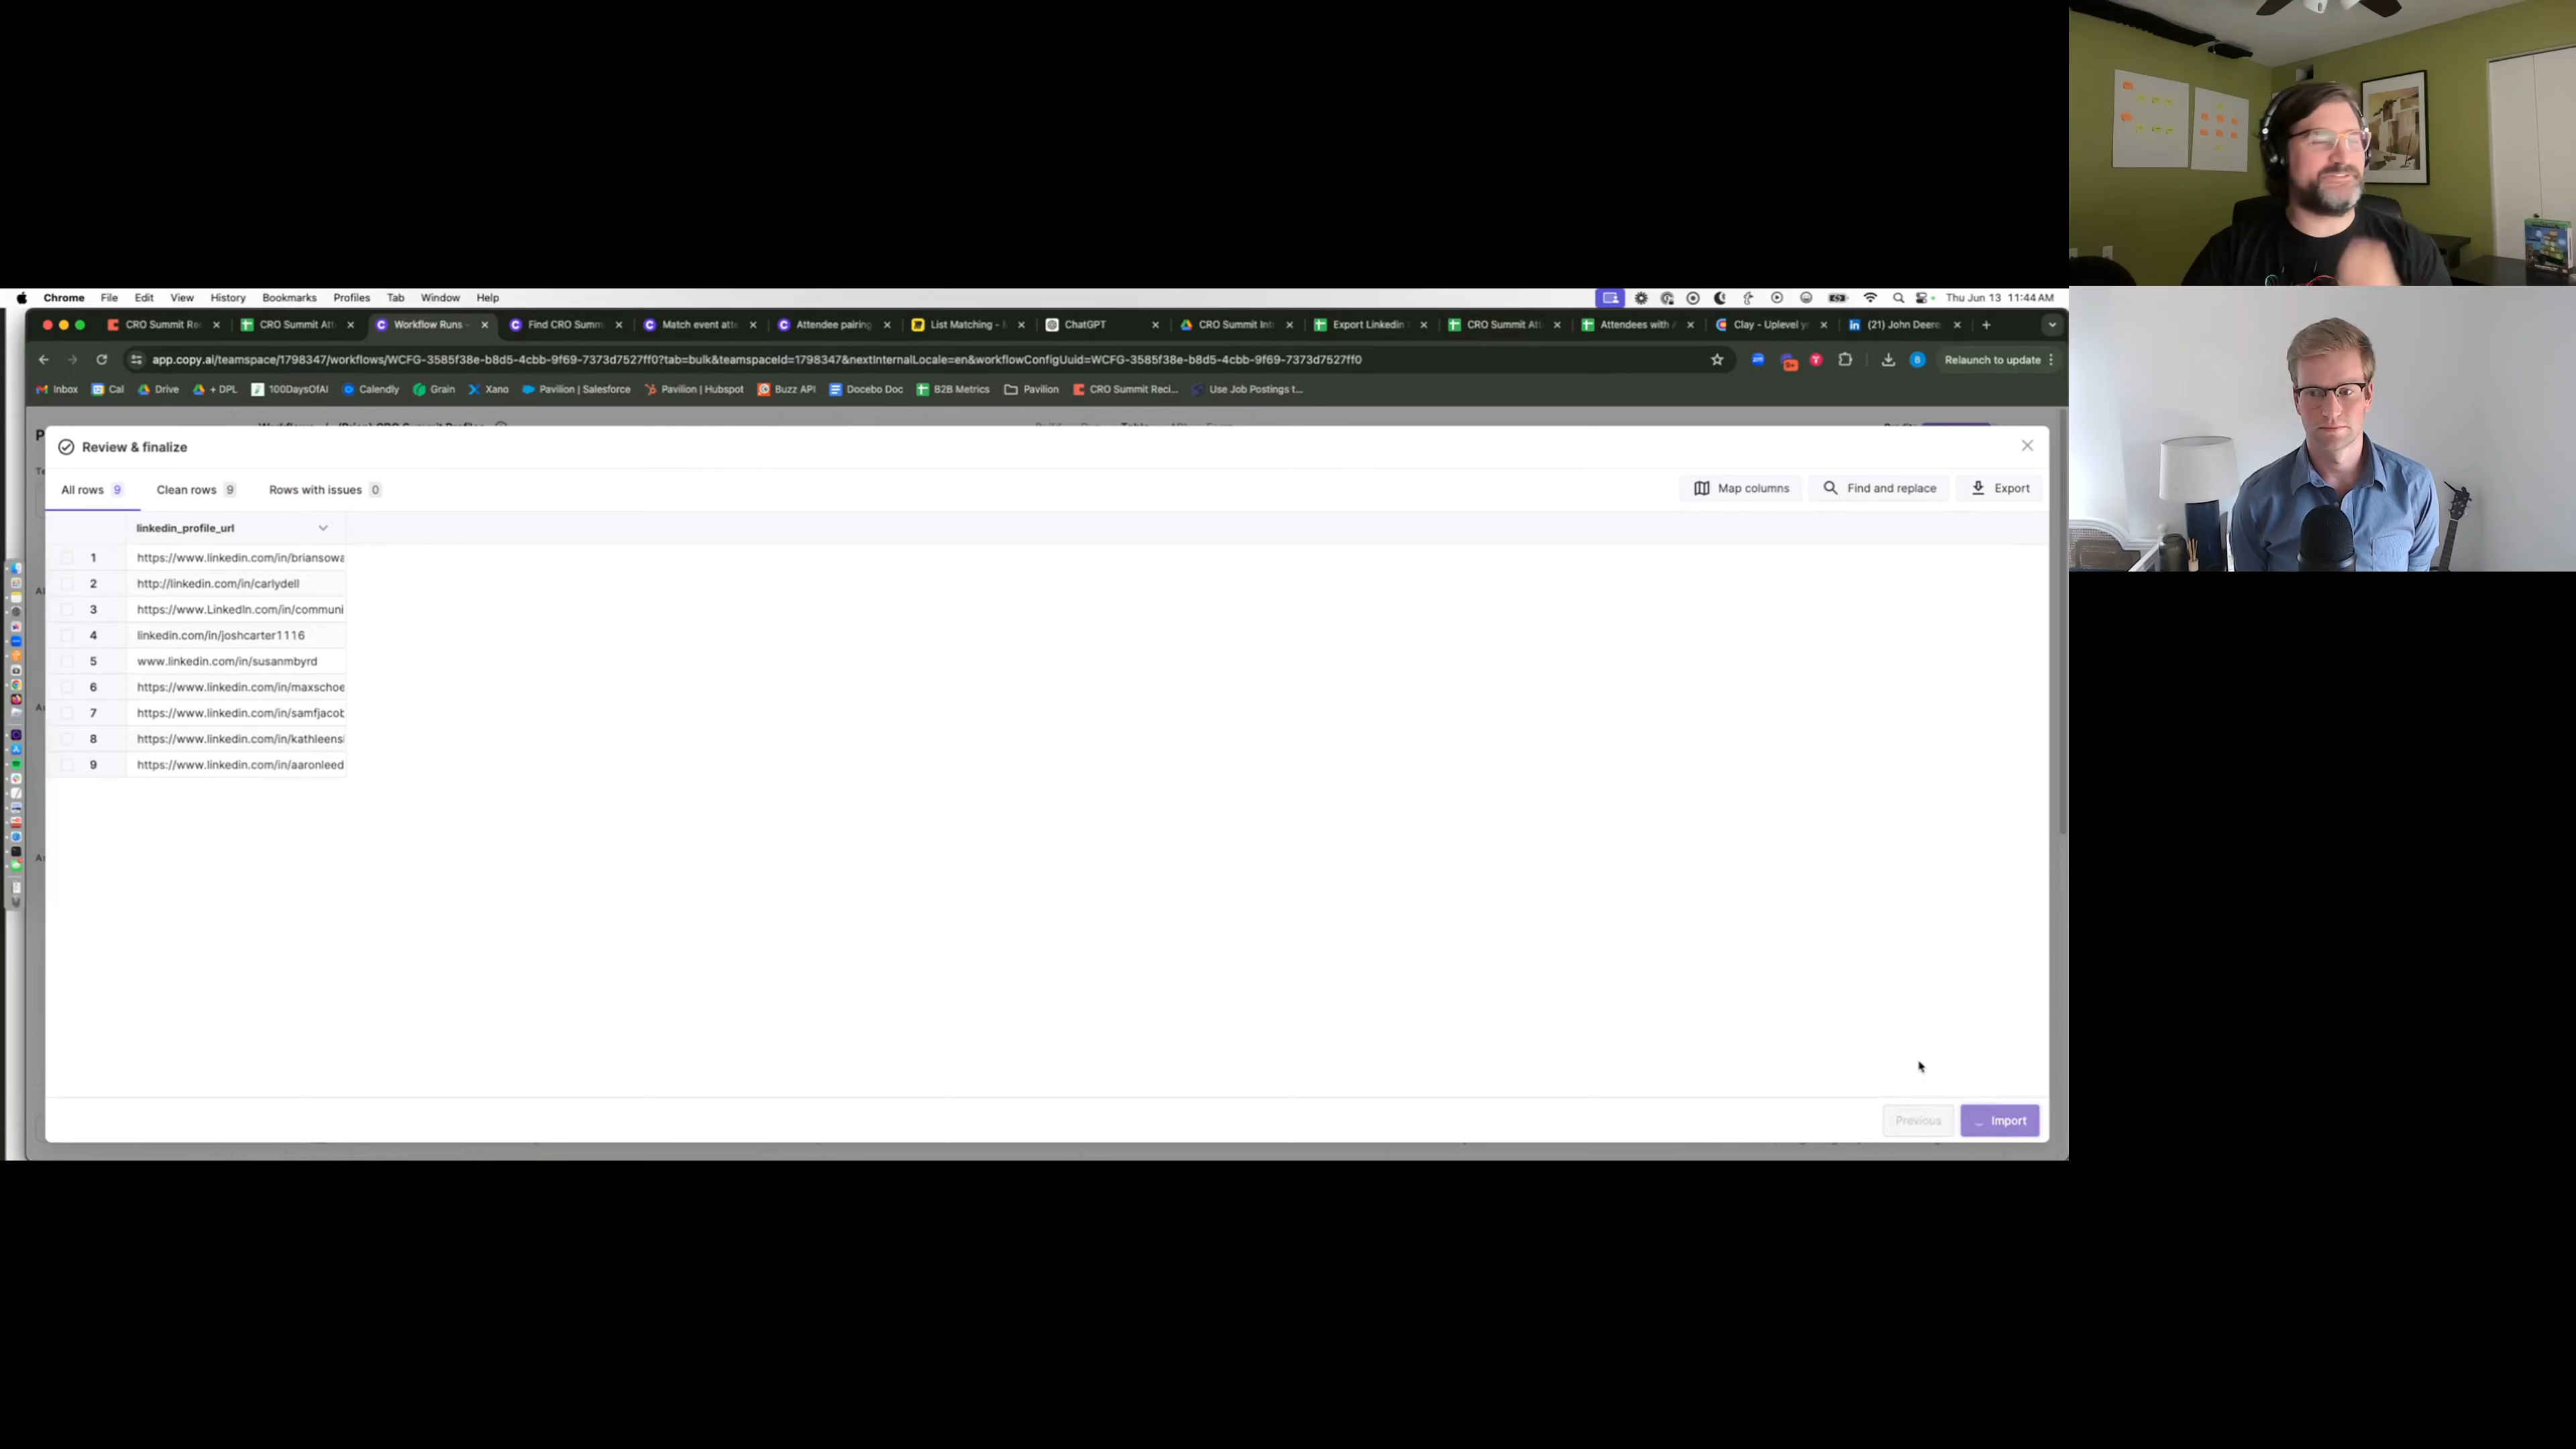 Chrome File Edit View History Bookmarks Profiles Tab Window Help
Thu Jun 13 11:44 AM
CRO Summit Rec
CRO Summit Att
Workflow Runs -
Find CRO Summ
Match event atte
Attendee pairing
List Matching -
ChatGPT
CRO Summit Int
Export Linkedin
CRO Summit Att
Attendees with
Clay - Uplevel y
(21) John Deere
app.copy.ai/teamspace/1798347/workflows/WCFG-3585f38e-b8d5-4cbb-9f69-7373d7527ff0?tab=bulk&teamspaceId=1798347&nextInternalLocale=en&workflowConfigUuid=WCFG-3585f38e-b8d5-4cbb-9f69-7373d7527ff0
Relaunch to update
Inbox Cal Drive + DPL 100DaysOfAI Calendly Grain Xano Pavilion | Salesforce Pavilion | Hubspot Buzz API Docebo Doc B2B Metrics Pavilion CRO Summit Reci... Use Job Postings t...
Review & finalize
All rows 9 Clean rows 9 Rows with issues 0
Map columns Find and replace Export
linkedin_profile_url
1 https://www.linkedin.com/in/briansowa
2 http://linkedin.com/in/carlydell
3 https://www.LinkedIn.com/in/communi
4 linkedin.com/in/joshcarter1116
5 www.linkedin.com/in/susanmbyrd
6 https://www.linkedin.com/in/maxschoe
7 https://www.linkedin.com/in/samfjacob
8 https://www.linkedin.com/in/kathleens
9 https://www.linkedin.com/in/aaronleed
Previous Import